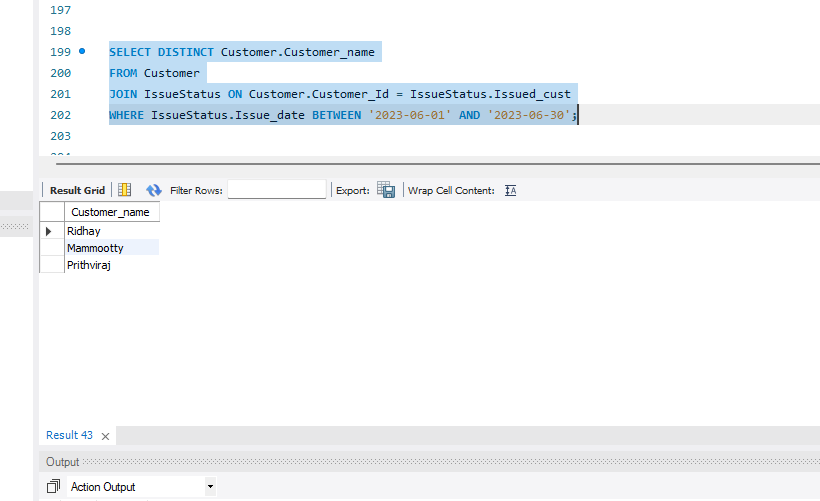 197
198
199 SELECT DISTINCT Customer.Customer_name
200 FROM Customer
201 JOIN IssueStatus ON Customer.Customer_Id = IssueStatus.Issued_cust
202 WHERE IssueStatus.Issue_date BETWEEN '2023-06-01' AND '2023-06-30';
203
Result Grid Filter Rows: Export: Wrap Cell Content:
Customer_name
Ridhay
Mammootty
Prithviraj
Result 43
Output
Action Output